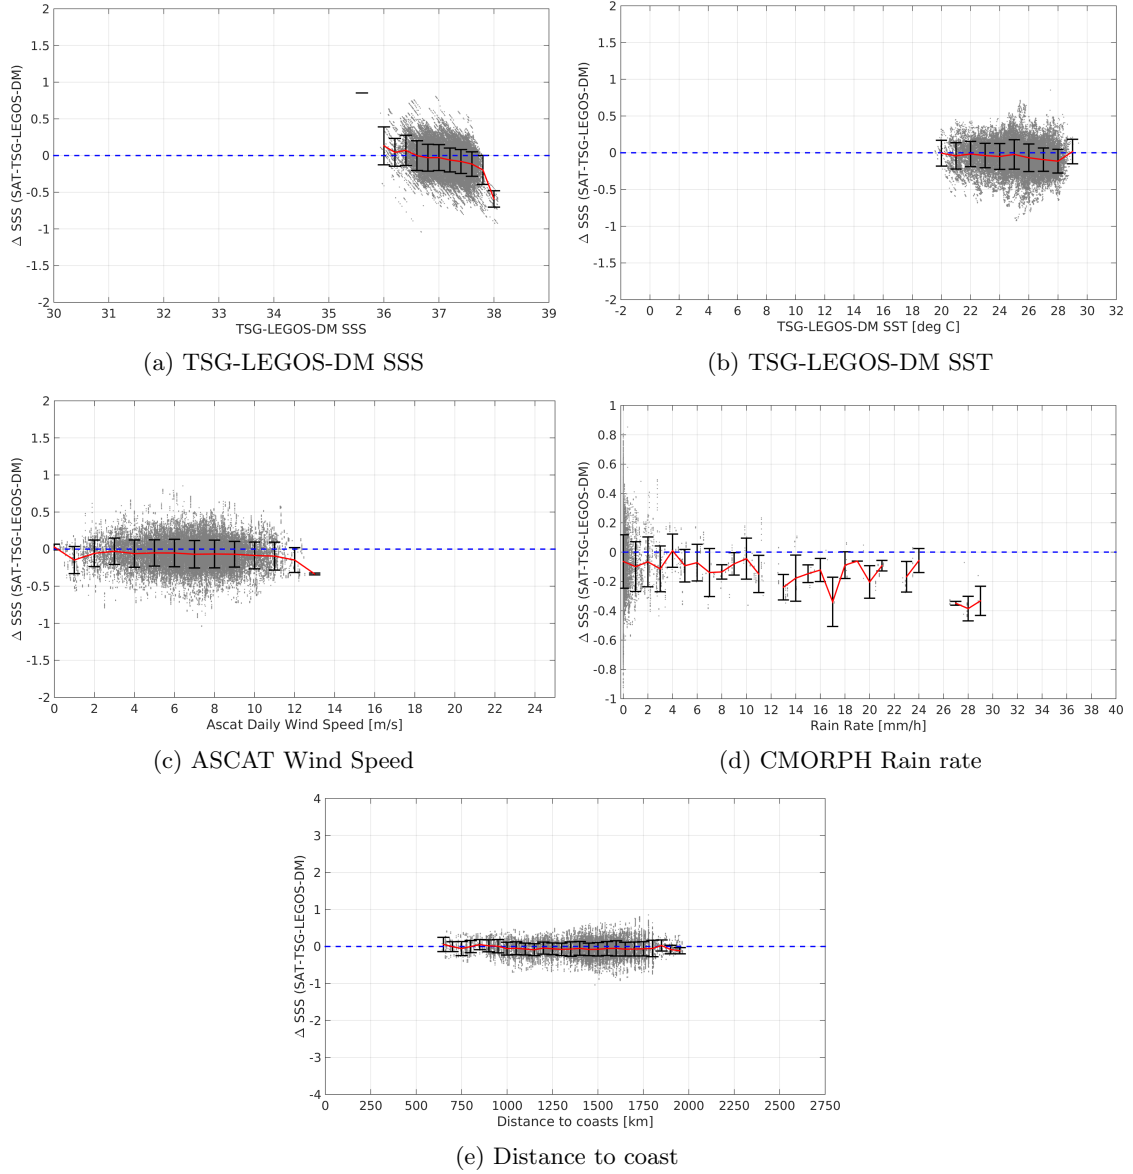 2
1.5
1
0.5
0
-0.5
-1
-1.5
-2
Δ SSS (SAT-TSG-LEGOS-DM)
30 31 32 33 34 35 36 37 38 39
TSG-LEGOS-DM SSS
(a) TSG-LEGOS-DM SSS
2
1.5
1
0.5
0
-0.5
-1
-1.5
-2
Δ SSS (SAT-TSG-LEGOS-DM)
-2 0 2 4 6 8 10 12 14 16 18 20 22 24 26 28 30 32
TSG-LEGOS-DM SST [deg C]
(b) TSG-LEGOS-DM SST
2
1.5
1
0.5
0
-0.5
-1
-1.5
-2
Δ SSS (SAT-TSG-LEGOS-DM)
0 2 4 6 8 10 12 14 16 18 20 22 24
Ascat Daily Wind Speed [m/s]
(c) ASCAT Wind Speed
1
0.8
0.6
0.4
0.2
0
-0.2
-0.4
-0.6
-0.8
-1
Δ SSS (SAT-TSG-LEGOS-DM)
0 2 4 6 8 10 12 14 16 18 20 22 24 26 28 30 32 34 36 38 40
Rain Rate [mm/h]
(d) CMORPH Rain rate
4
3
2
1
0
-1
-2
-3
-4
Δ SSS (SAT-TSG-LEGOS-DM)
0 250 500 750 1000 1250 1500 1750 2000 2250 2500 2750
Distance to coasts [km]
(e) Distance to coast